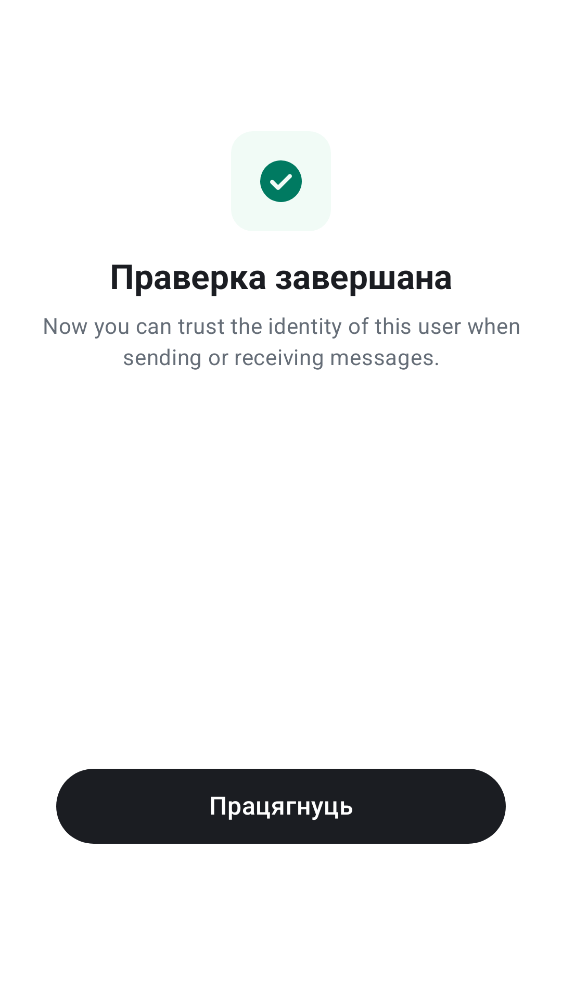 Праверка завершана
Now you can trust the identity of this user when
sending or receiving messages.
Працягнуць